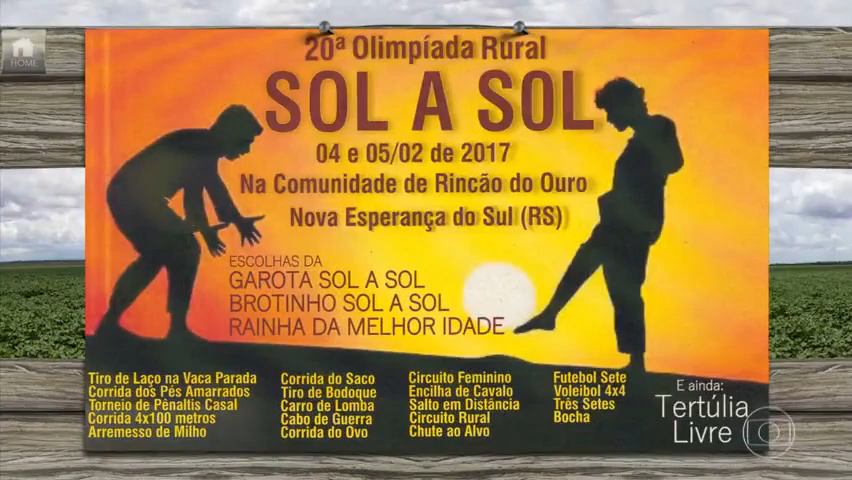 HOME
20ª Olimpíada Rural
SOL A SOL
04 e 05/02 de 2017
Na Comunidade de Rincão do Ouro
Nova Esperança do Sul (RS)
ESCOLHAS DA
GAROTA SOL A SOL
BROTINHO SOL A SOL
RAINHA DA MELHOR IDADE
Tiro de Laço na Vaca Parada
Corrida dos Pés Amarrados
Torneio de Pênaltis Casal
Corrida 4x100 metros
Arremesso de Milho
Corrida do Saco
Tiro de Bodoque
Carro de Lomba
Cabo de Guerra
Corrida do Ovo
Circuito Feminino
Encilha de Cavalo
Salto em Distância
Circuito Rural
Chute ao Alvo
Futebol Sete
Voleibol 4x4
Três Setes
Bocha
E ainda:
Tertúlia
Livre